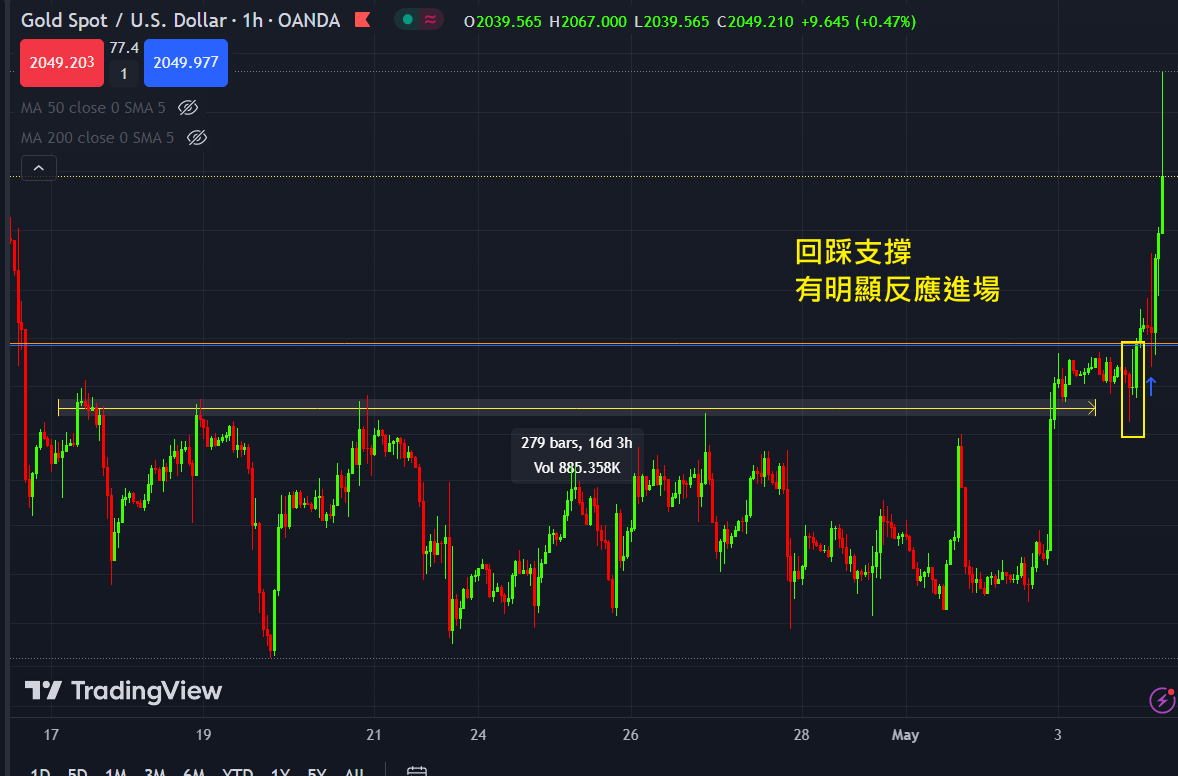 Gold Spot / U.S. Dollar · 1h · OANDA O2039.565 H2067.000 L2039.565 C2049.210 +9.645 (+0.47%)
2049.203 77.4 2049.977
1
MA 50 close 0 SMA 5
MA 200 close 0 SMA 5
回踩支撐
有明顯反應進場
279 bars, 16d 3h
Vol 885.358K
TradingView
17 19 21 24 26 28 May 3
1D 5D 1M 3M 6M YTD 1Y 5Y All